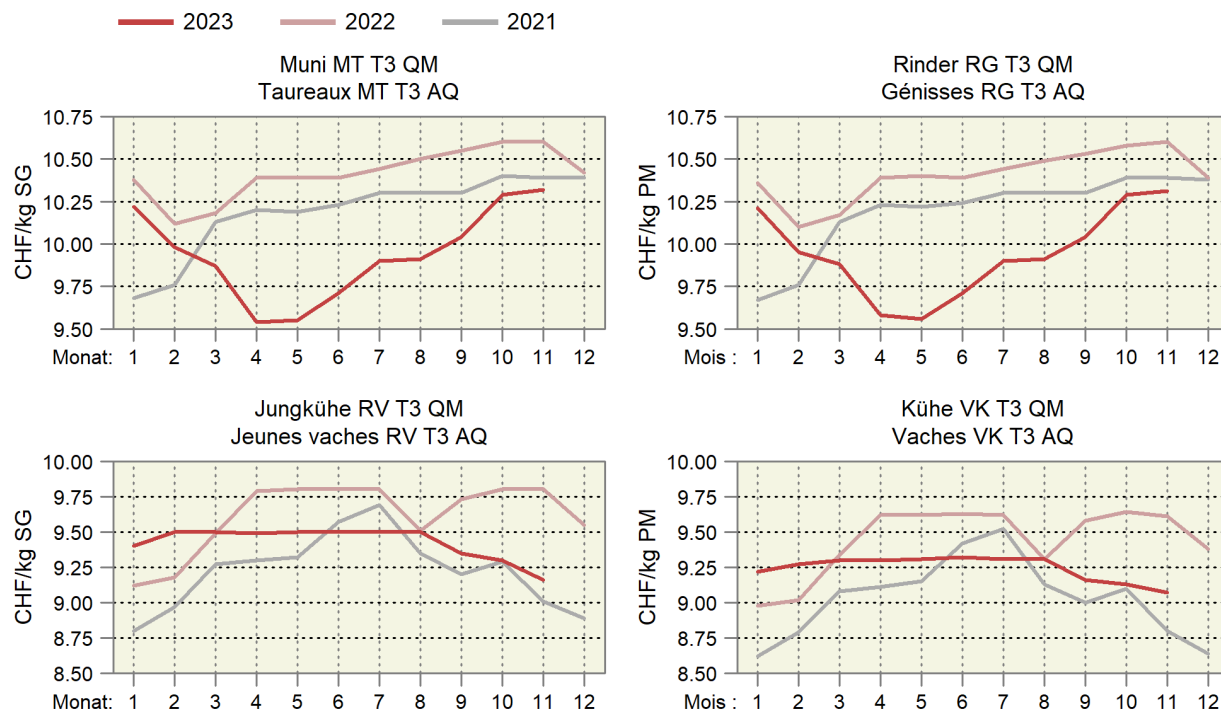 2023 2022 2021
Muni MT T3 QM
Taureaux MT T3 AQ
CHF/kg SG
10.75
10.50
10.25
10.00
9.75
9.50
Monat: 1 2 3 4 5 6 7 8 9 10 11 12
Rinder RG T3 QM
Génisses RG T3 AQ
CHF/kg PM
10.75
10.50
10.25
10.00
9.75
9.50
Mois : 1 2 3 4 5 6 7 8 9 10 11 12
Jungkühe RV T3 QM
Jeunes vaches RV T3 AQ
CHF/kg SG
10.00
9.75
9.50
9.25
9.00
8.75
8.50
Monat: 1 2 3 4 5 6 7 8 9 10 11 12
Kühe VK T3 QM
Vaches VK T3 AQ
CHF/kg PM
10.00
9.75
9.50
9.25
9.00
8.75
8.50
Mois : 1 2 3 4 5 6 7 8 9 10 11 12